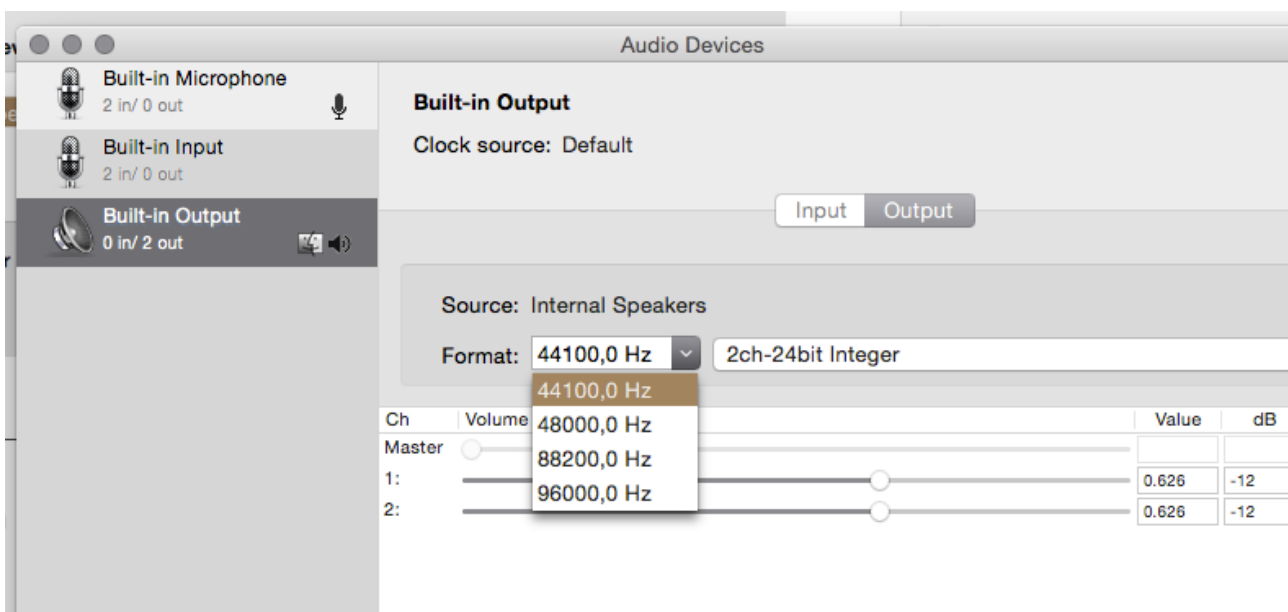 Audio Devices
Built-in Microphone
2 in/ 0 out
Built-in Input
2 in/ 0 out
Built-in Output
0 in/ 2 out
Built-in Output
Clock source: Default
Input Output
Source: Internal Speakers
Format: 44100,0 Hz 2ch-24bit Integer
44100,0 Hz
48000,0 Hz
88200,0 Hz
96000,0 Hz
Ch Volume Value dB
Master
1: 0.626 -12
2: 0.626 -12